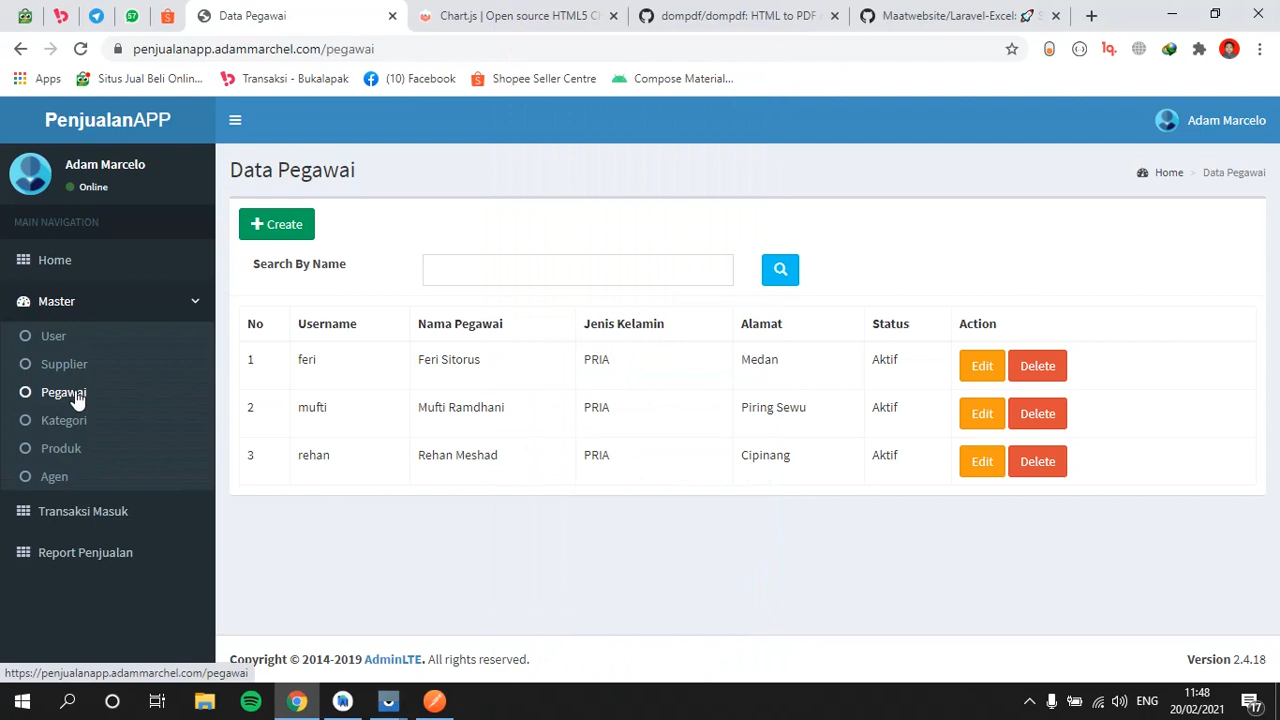 57
Data Pegawai
Chart.js | Open source HTML5 Ch
dompdf/dompdf: HTML to PDF
Maatwebsite/Laravel-Excel: 🚀 S
penjualanapp.adammarchel.com/pegawai
1q.
Apps
Situs Jual Beli Onlin...
Transaksi - Bukalapak
(10) Facebook
Shopee Seller Centre
Compose Material...
PenjualanAPP
Adam Marcelo
Adam Marcelo
Online
Data Pegawai
Home > Data Pegawai
MAIN NAVIGATION
Home
Master
User
Supplier
Pegawai
Kategori
Produk
Agen
Transaksi Masuk
Report Penjualan
Create
Search By Name
No Username Nama Pegawai Jenis Kelamin Alamat Status Action
1 feri Feri Sitorus PRIA Medan Aktif Edit Delete
2 mufti Mufti Ramdhani PRIA Piring Sewu Aktif Edit Delete
3 rehan Rehan Meshad PRIA Cipinang Aktif Edit Delete
Copyright © 2014-2019 AdminLTE. All rights reserved.
Version 2.4.18
https://penjualanapp.adammarchel.com/pegawai
ENG
11:48
20/02/2021
17